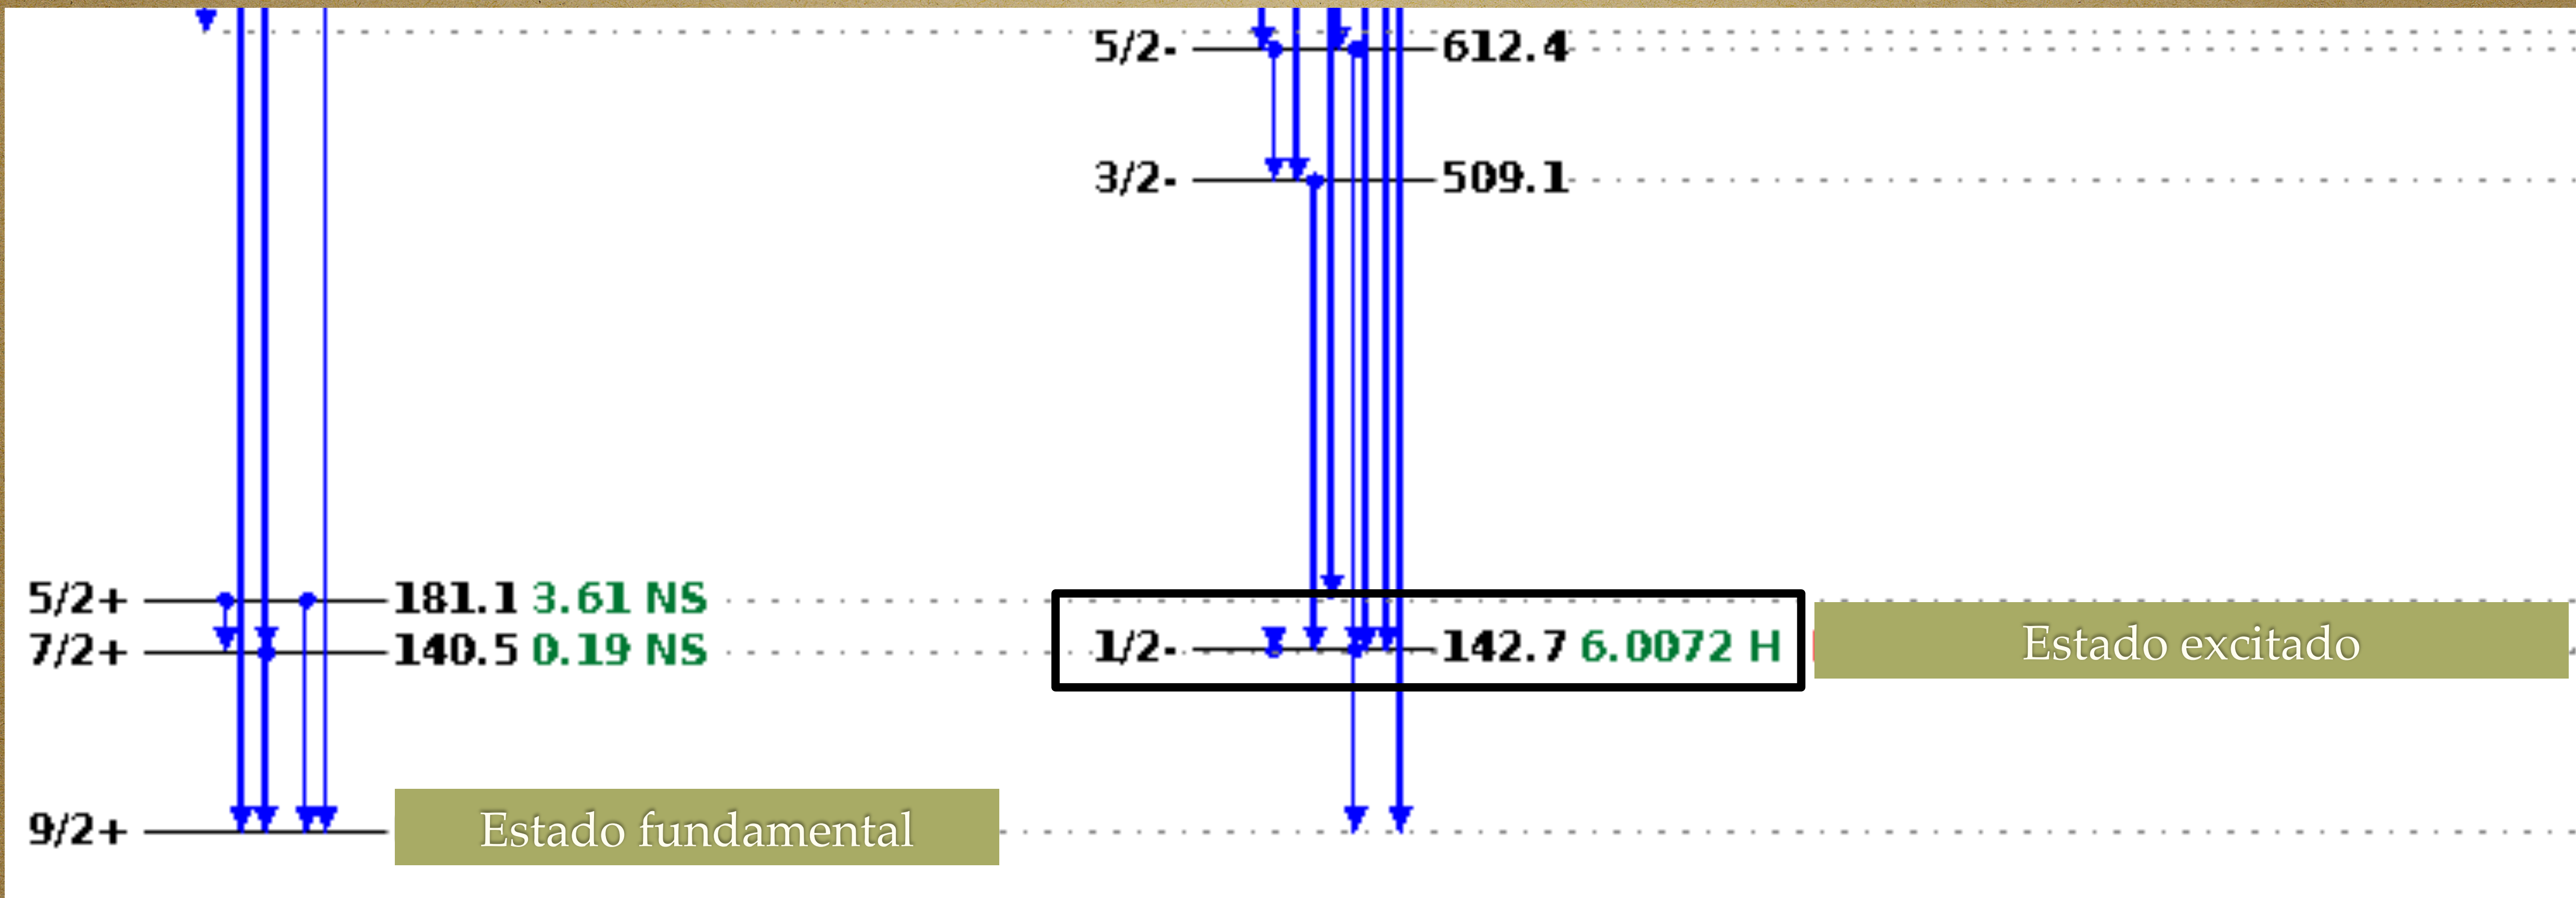 5/2- 612.4
3/2- 509.1
5/2+ 181.1 3.61 NS
7/2+ 140.5 0.19 NS
1/2- 142.7 6.0072 H Estado excitado
9/2+ Estado fundamental